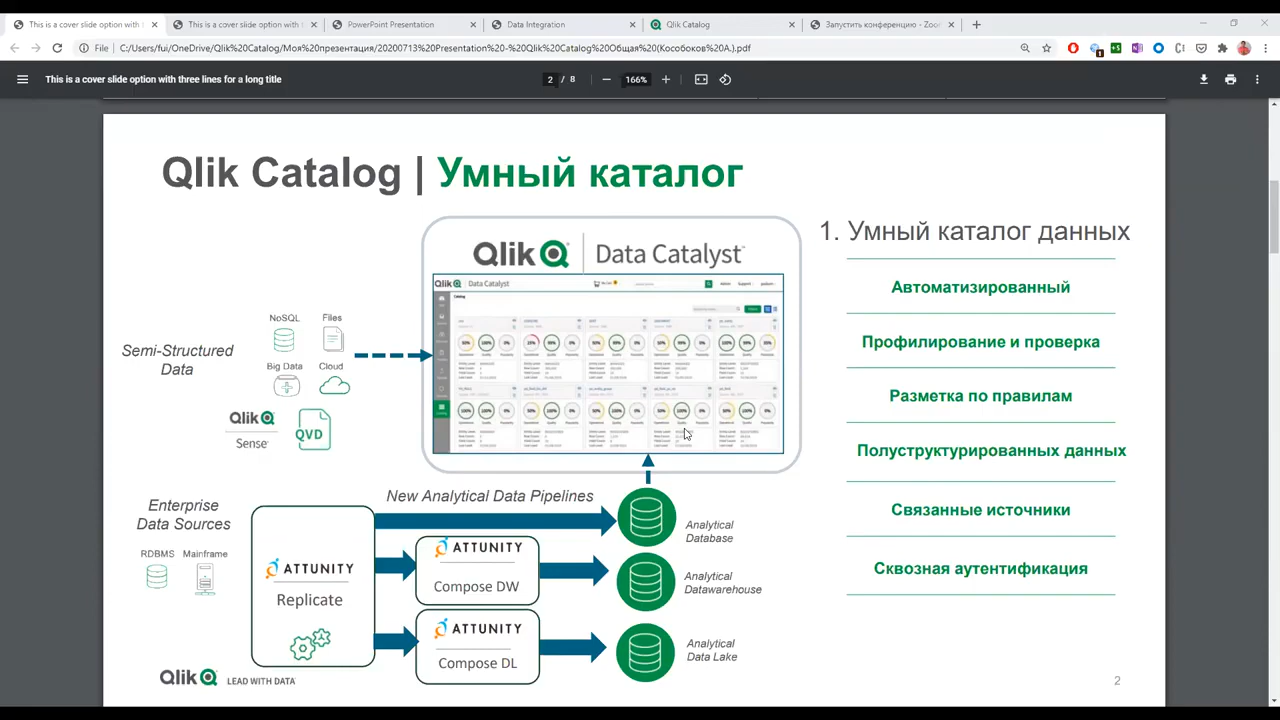 This is a cover slide option with t
This is a cover slide option with
PowerPoint Presentation
Data Integration
Qlik Catalog
Запустить конференцию - Zoo
File
C:/Users/fui/OneDrive/Qlik%20Catalog/Моя%20презентация/20200713%20Presentation%20-%20Qlik%20Catalog%20Общая%20(Кособоков%20А.).pdf
This is a cover slide option with three lines for a long title
2 / 8
166%
Qlik Catalog | Умный каталог
Qlik Data Catalyst
Qlik Data Catalyst
1. Умный каталог данных
Автоматизированный
Профилирование и проверка
Разметка по правилам
Полуструктурированных данных
Связанные источники
Сквозная аутентификация
Semi-Structured
Data
NoSQL
Files
Big Data
Cloud
Qlik
Sense
QVD
Enterprise
Data Sources
RDBMS
Mainframe
New Analytical Data Pipelines
ATTUNITY
Replicate
ATTUNITY
Compose DW
ATTUNITY
Compose DL
Analytical
Database
Analytical
Datawarehouse
Analytical
Data Lake
Qlik LEAD WITH DATA
2